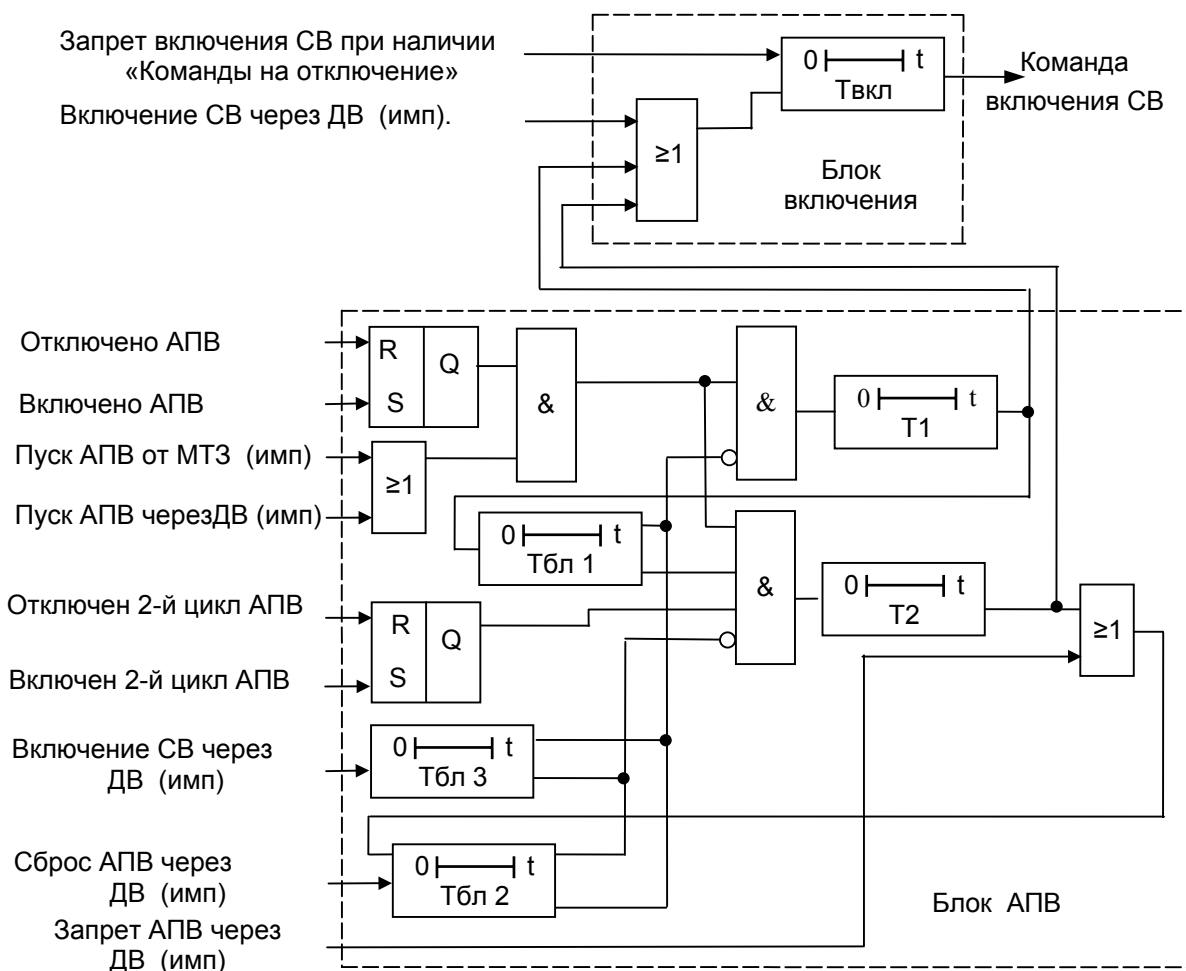 Запрет включения СВ при наличии
«Команды на отключение»
Включение СВ через ДВ (имп).
0 t
Твкл
Команда
включения СВ
≥1
Блок
включения
Отключено АПВ
Включено АПВ
Пуск АПВ от МТЗ (имп)
Пуск АПВ черезДВ (имп)
R
S
Q
&
≥1
&
0 t
Т1
0 t
Тбл 1
Отключен 2-й цикл АПВ
Включен 2-й цикл АПВ
R
S
Q
&
0 t
Т2
≥1
Включение СВ через
ДВ (имп)
0 t
Тбл 3
Сброс АПВ через
ДВ (имп)
0 t
Тбл 2
Запрет АПВ через
ДВ (имп)
Блок АПВ